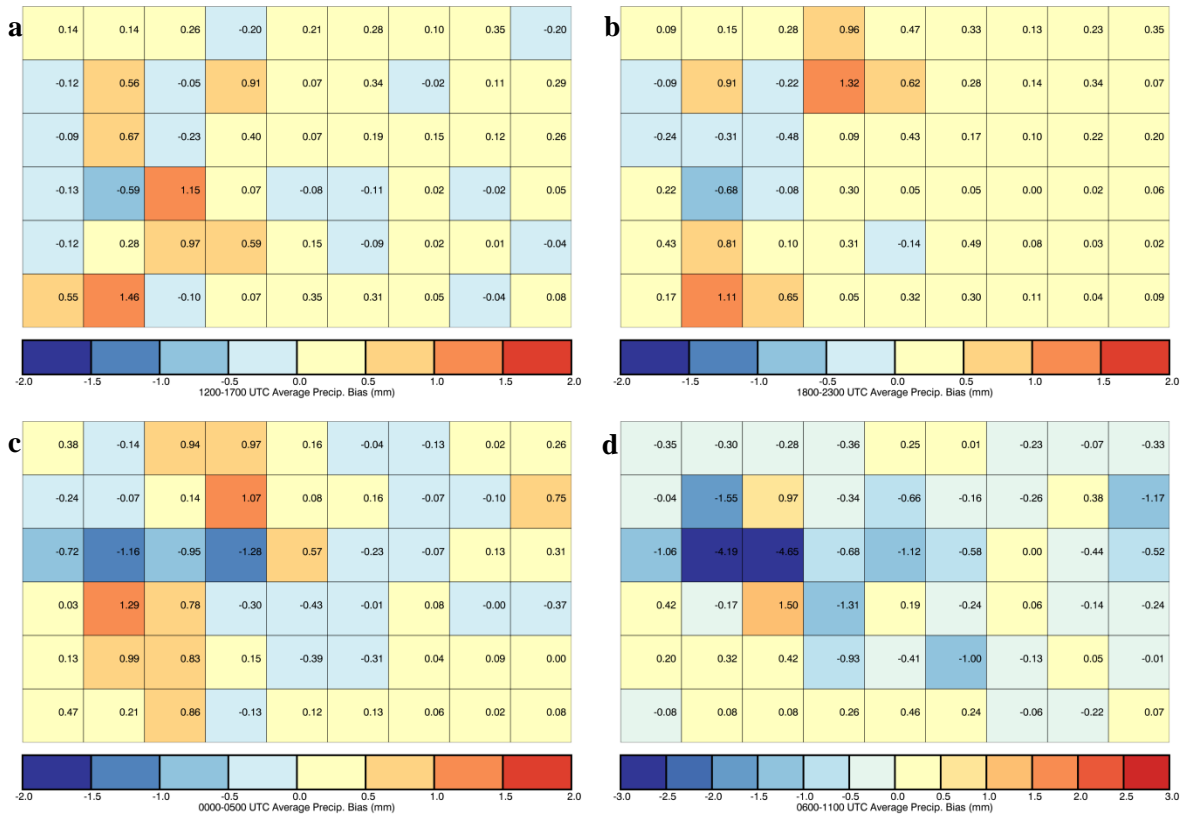 a
0.14 0.14 0.26 -0.20 0.21 0.28 0.10 0.35 -0.20
-0.12 0.56 -0.05 0.91 0.07 0.34 -0.02 0.11 0.29
-0.09 0.67 -0.23 0.40 0.07 0.19 0.15 0.12 0.26
-0.13 -0.59 1.15 0.07 -0.08 -0.11 0.02 -0.02 0.05
-0.12 0.28 0.97 0.59 0.15 -0.09 0.02 0.01 -0.04
0.55 1.46 -0.10 0.07 0.35 0.31 0.05 -0.04 0.08
-2.0 -1.5 -1.0 -0.5 0.0 0.5 1.0 1.5 2.0
1200-1700 UTC Average Precip. Bias (mm)
b
0.09 0.15 0.28 0.96 0.47 0.33 0.13 0.23 0.35
-0.09 0.91 -0.22 1.32 0.62 0.28 0.14 0.34 0.07
-0.24 -0.31 -0.48 0.09 0.43 0.17 0.10 0.22 0.20
0.22 -0.68 -0.08 0.30 0.05 0.05 0.00 0.02 0.06
0.43 0.81 0.10 0.31 -0.14 0.49 0.08 0.03 0.02
0.17 1.11 0.65 0.05 0.32 0.30 0.11 0.04 0.09
-2.0 -1.5 -1.0 -0.5 0.0 0.5 1.0 1.5 2.0
1800-2300 UTC Average Precip. Bias (mm)
c
0.38 -0.14 0.94 0.97 0.16 -0.04 -0.13 0.02 0.26
-0.24 -0.07 0.14 1.07 0.08 0.16 -0.07 -0.10 0.75
-0.72 -1.16 -0.95 -1.28 0.57 -0.23 -0.07 0.13 0.31
0.03 1.29 0.78 -0.30 -0.43 -0.01 0.08 -0.00 -0.37
0.13 0.99 0.83 0.15 -0.39 -0.31 0.04 0.09 0.00
0.47 0.21 0.86 -0.13 0.12 0.13 0.06 0.02 0.08
-2.0 -1.5 -1.0 -0.5 0.0 0.5 1.0 1.5 2.0
0000-0500 UTC Average Precip. Bias (mm)
d
-0.35 -0.30 -0.28 -0.36 0.25 0.01 -0.23 -0.07 -0.33
-0.04 -1.55 0.97 -0.34 -0.66 -0.16 -0.26 0.38 -1.17
-1.06 -4.19 -4.65 -0.68 -1.12 -0.58 0.00 -0.44 -0.52
0.42 -0.17 1.50 -1.31 0.19 -0.24 0.06 -0.14 -0.24
0.20 0.32 0.42 -0.93 -0.41 -1.00 -0.13 0.05 -0.01
-0.08 0.08 0.08 0.26 0.46 0.24 -0.06 -0.22 0.07
-3.0 -2.5 -2.0 -1.5 -1.0 -0.5 0.0 0.5 1.0 1.5 2.0 2.5 3.0
0600-1100 UTC Average Precip. Bias (mm)